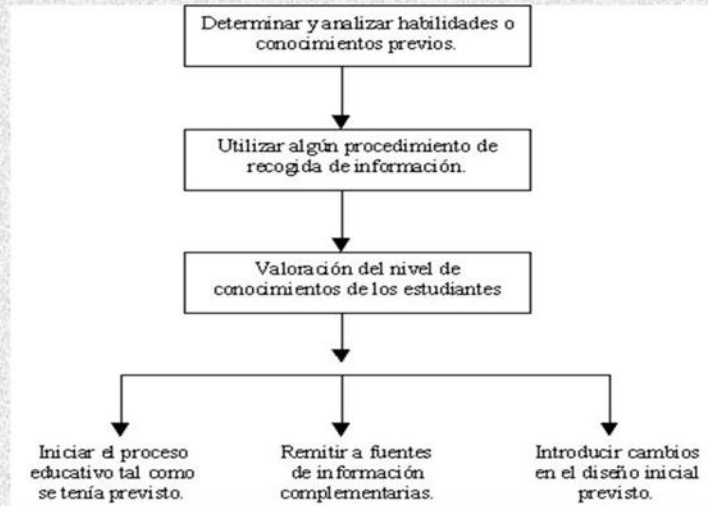 Determinar y analizar habilidades o
conocimientos previos.
Utilizar algún procedimiento de
recogida de información.
Valoración del nivel de
conocimientos de los estudiantes
Iniciar el proceso
educativo tal como
se tenía previsto.
Remitir a fuentes
de información
complementarias.
Introducir cambios
en el diseño inicial
previsto.